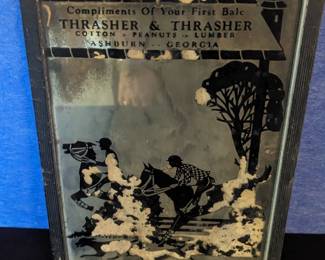 Compliments Of Your First Bale
THRASHER & THRASHER
COTTON - PEANUTS - LUMBER
ASHBURN - - GEORGIA